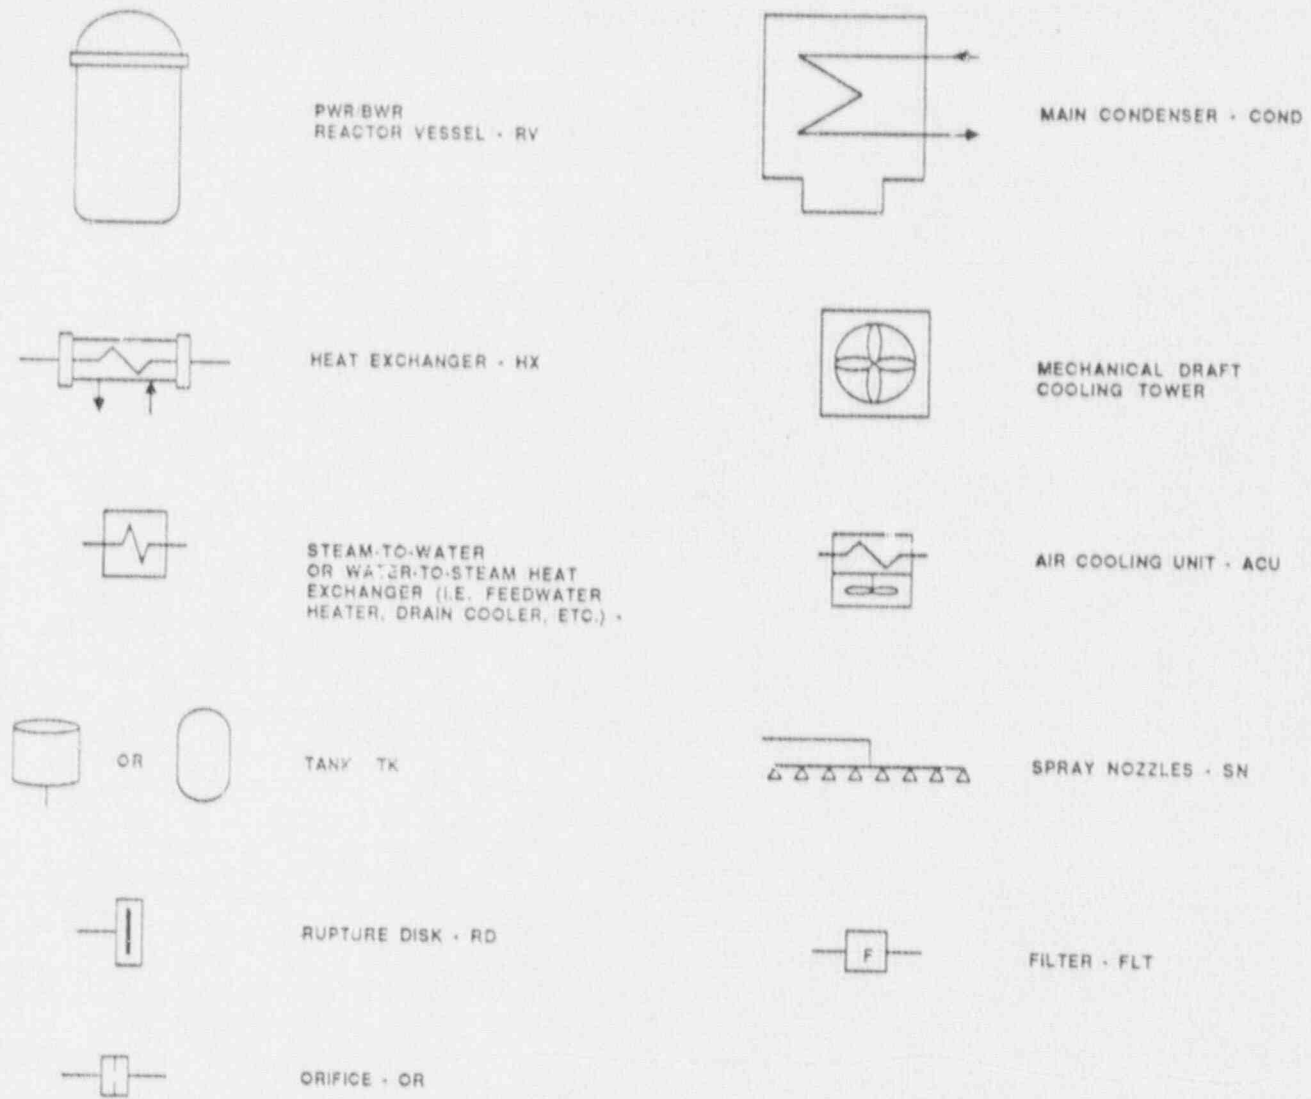 PWR/BWR
REACTOR VESSEL - RV
MAIN CONDENSER - COND
HEAT EXCHANGER - HX
MECHANICAL DRAFT
COOLING TOWER
STEAM-TO-WATER
OR WATER-TO-STEAM HEAT
EXCHANGER (I.E. FEEDWATER
HEATER, DRAIN COOLER, ETC.) -
AIR COOLING UNIT - ACU
OR
TANK TK
SPRAY NOZZLES - SN
RUPTURE DISK - RD
F
FILTER - FLT
ORIFICE - OR